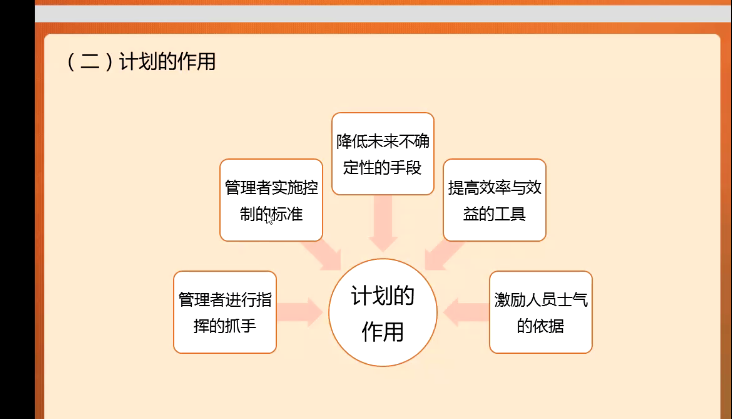 （二）计划的作用
管理者进行指
挥的抓手
管理者实施控
制的标准
降低未来不确
定性的手段
提高效率与效
益的工具
激励人员士气
的依据
计划的
作用